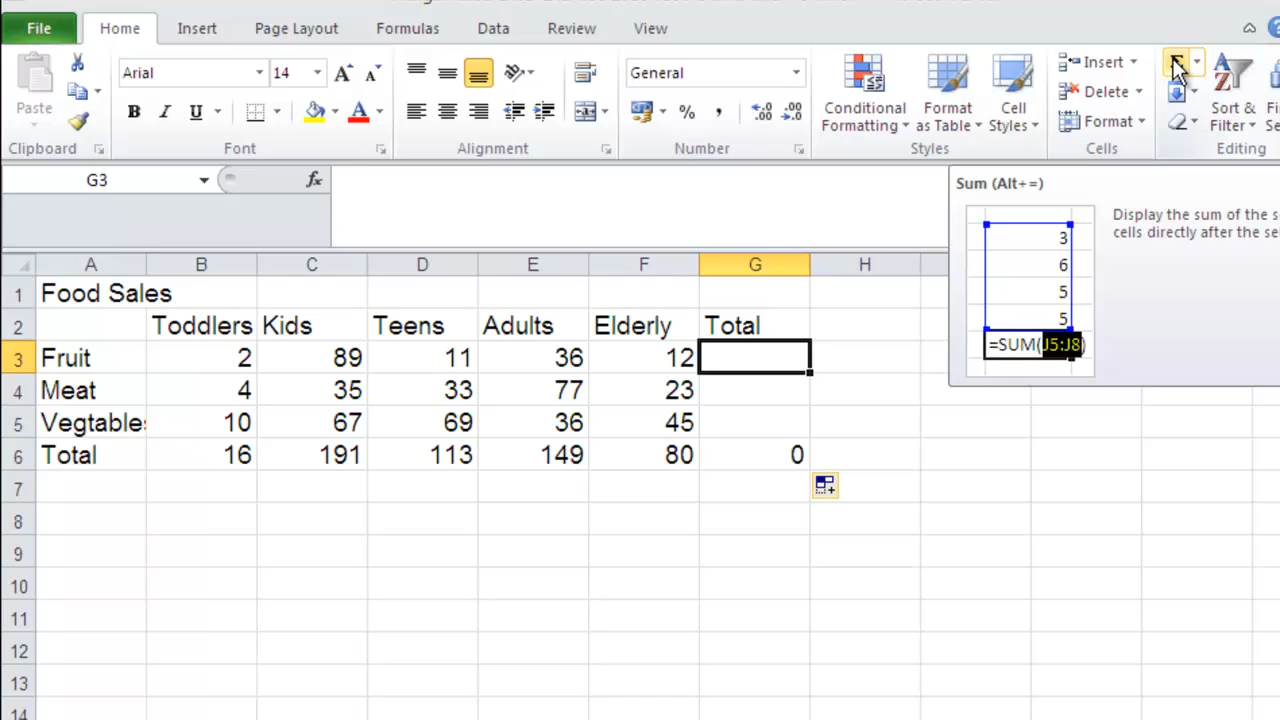 File Home Insert Page Layout Formulas Data Review View
Arial 14 General Insert
Paste Delete
B I U A % , Conditional Formatting Format as Table Cell Styles Format Sort & Filter
Clipboard Font Alignment Number Styles Cells Editing
G3 fx
Sum (Alt+=)
Display the sum of the s
cells directly after the se
3
6
5
5
=SUM(J5:J8)
A B C D E F G H
1 Food Sales
2 Toddlers Kids Teens Adults Elderly Total
3 Fruit 2 89 11 36 12
4 Meat 4 35 33 77 23
5 Vegtables 10 67 69 36 45
6 Total 16 191 113 149 80 0
7
8
9
10
11
12
13
14